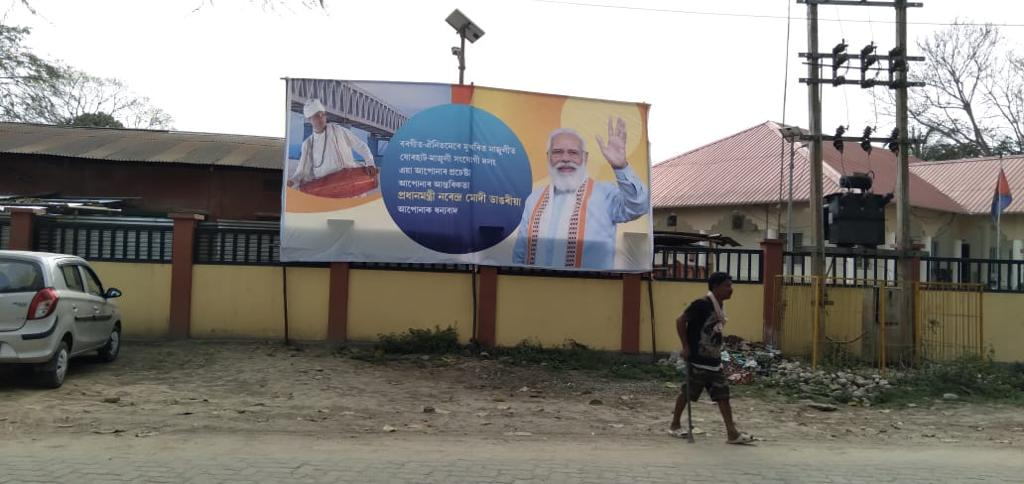 বৰগীত-ঐনিতমেৰে মুখৰিত মাজুলীত
যোৰহাট-মাজুলী সংযোগী দলং
এয়া আপোনাৰ প্ৰচেষ্টা
আপোনাৰ আন্তৰিকতা
প্ৰধানমন্ত্ৰী নৰেন্দ্ৰ মোদী ডাঙৰীয়া
আপোনাক ধন্যবাদ